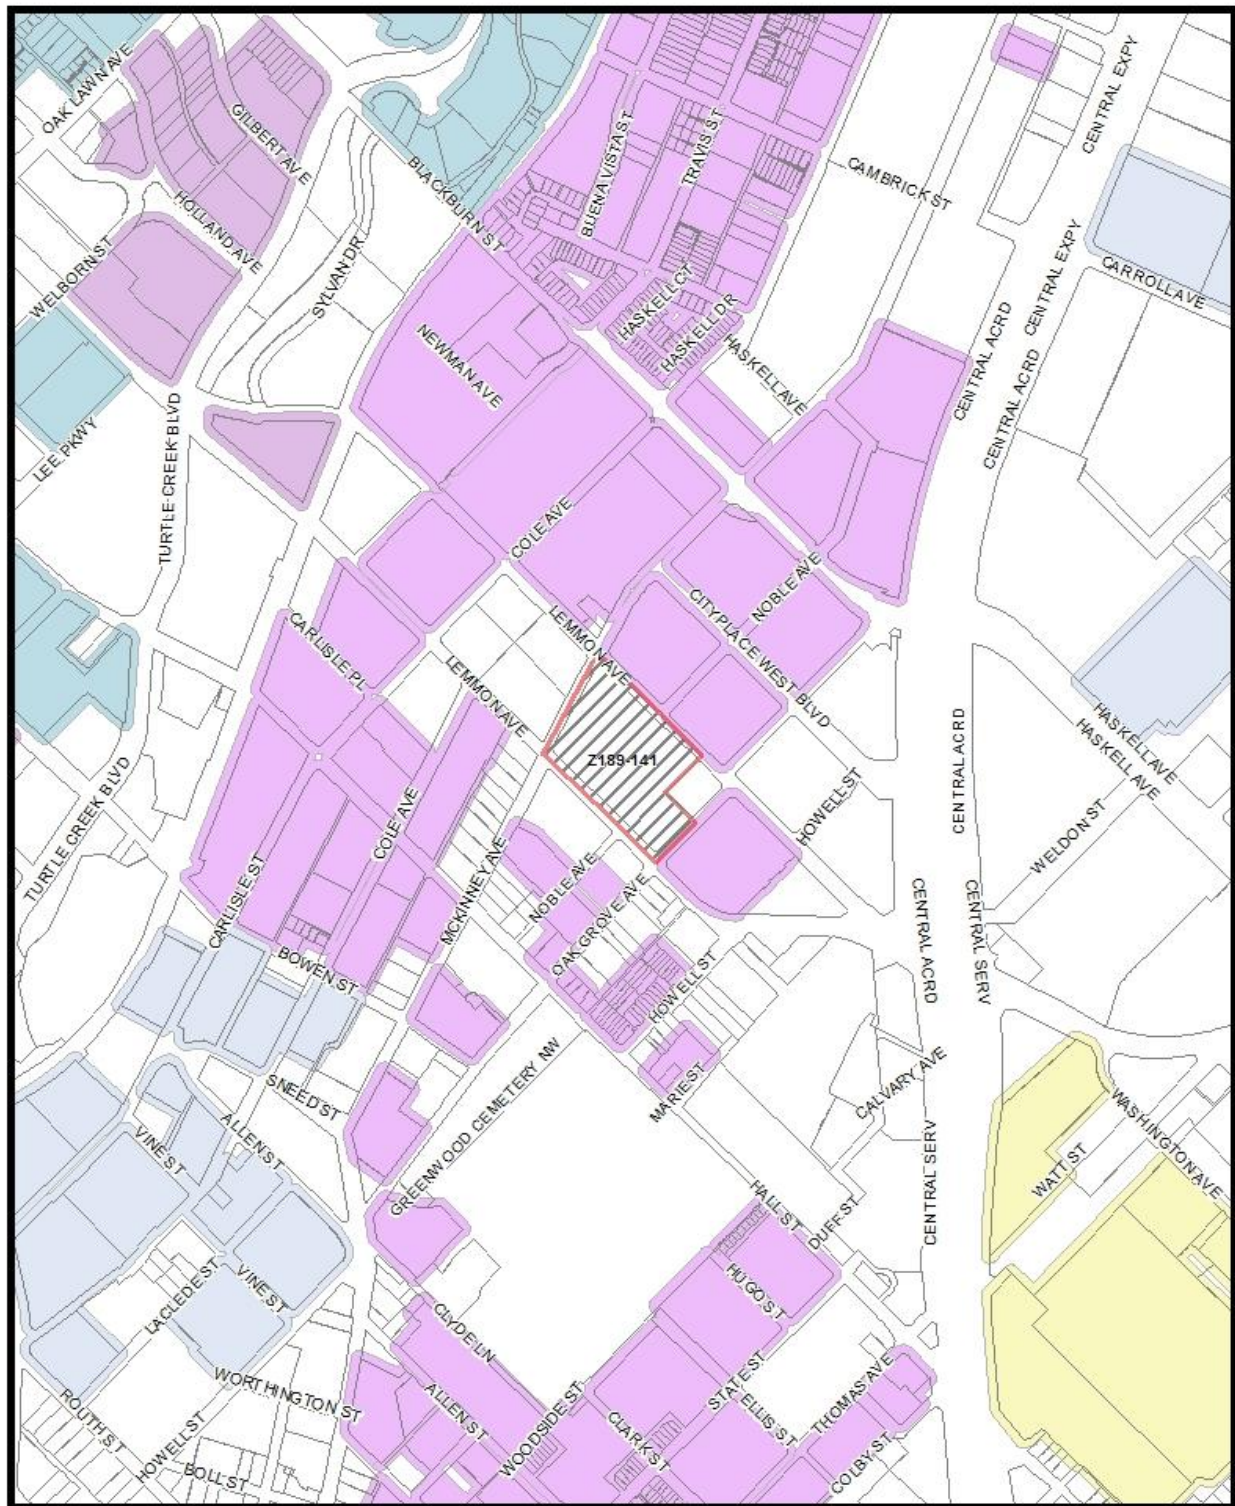 OAK LAWN AVE
GILBERT AVE
HOLLAND AVE
WELBORN ST
SYLVAN DR
BLACKBURN ST
BUENA VISTA ST
TRAVIS ST
CENTRAL EXPY
CAMBRICK ST
CENTRAL EXPY
CARROLL AVE
HASKELL CT
HASKELL DR
HASKELL AVE
NEWMAN AVE
CENTRAL ACRD
CENTRAL ACRD
LEE PKWY
TURTLE CREEK BLVD
COLE AVE
NOBLE AVE
CITYPLACE WEST BLVD
LEMMON AVE
CARLISLE PL
LEMMON AVE
Z189-141
HASKELL AVE
HASKELL AVE
CENTRAL ACRD
TURTLE CREEK BLVD
COLE AVE
HOWELL ST
WELDON ST
CARLISLE ST
MCKINNEY AVE
NOBLE AVE
OAK GROVE AVE
BOWEN ST
HOWELL ST
CENTRAL ACRD
CENTRAL SERV
SNEED ST
ALLEN ST
VINE ST
GREENWOOD CEMETERY NW
MARIE ST
CALVARY AVE
WASHINGTON AVE
WATT ST
CENTRAL SERV
HALL ST
DUFF ST
HUGO ST
LACLEDE ST
VINE ST
CLYDE LN
WORTHINGTON ST
ALLEN ST
WOODSIDE ST
CLARK ST
STATE ST
ELLIS ST
THOMAS AVE
COLBY ST
ROUTH ST
HOWELL ST
BOLL ST